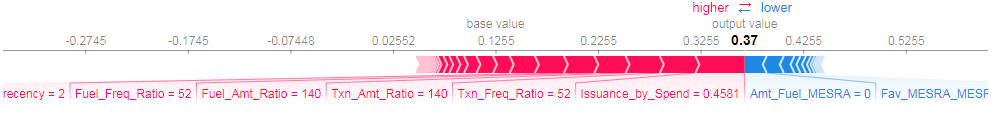 higher ⇄ lower
base value output value
-0.2745 -0.1745 -0.07448 0.02552 0.1255 0.2255 0.3255 0.37 0.4255 0.5255
recency = 2 Fuel_Freq_Ratio = 52 Fuel_Amt_Ratio = 140 Txn_Amt_Ratio = 140 Txn_Freq_Ratio = 52 Issuance_by_Spend = 0.4581 Amt_Fuel_MESRA = 0 Fav_MESRA_MESR